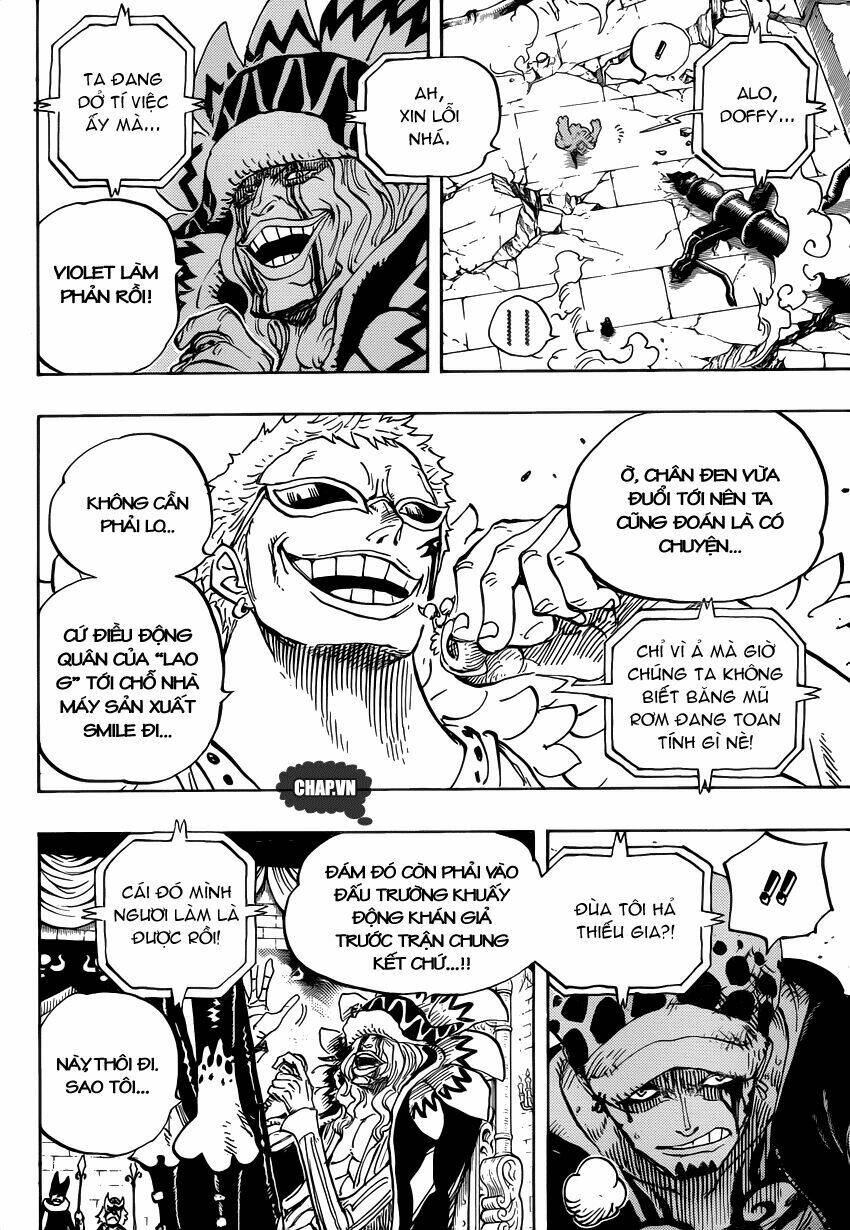 ALO,
DOFFY...
!!
AH,
XIN LỖI
NHÁ.
TA ĐANG
DỞ TÍ VIỆC
ẤY MÀ...
VIOLET LÀM
PHẢN RỒI!
Ờ, CHÂN ĐEN VỪA
ĐUỔI TỚI NÊN TA
CŨNG ĐOÁN LÀ CÓ
CHUYỆN...
CHỈ VÌ Ả MÀ GIỜ
CHÚNG TA KHÔNG
BIẾT BĂNG MŨ
RƠM ĐANG TOAN
TÍNH GÌ NÈ!
KHÔNG CẦN
PHẢI LO...
CỨ ĐIỀU ĐỘNG
QUÂN CỦA "LAO
G" TỚI CHỖ NHÀ
MÁY SẢN XUẤT
SMILE ĐI...
CHAP.VN
!!
ĐÙA TÔI HẢ
THIẾU GIA?!
ĐÁM ĐÓ CÒN PHẢI VÀO
ĐẤU TRƯỜNG KHUẤY
ĐỘNG KHÁN GIẢ
TRƯỚC TRẬN CHUNG
KẾT CHỨ...!!
CÁI ĐÓ MÌNH
NGƯƠI LÀM LÀ
ĐƯỢC RỒI!
NÀY, THÔI ĐI.
SAO TÔI...